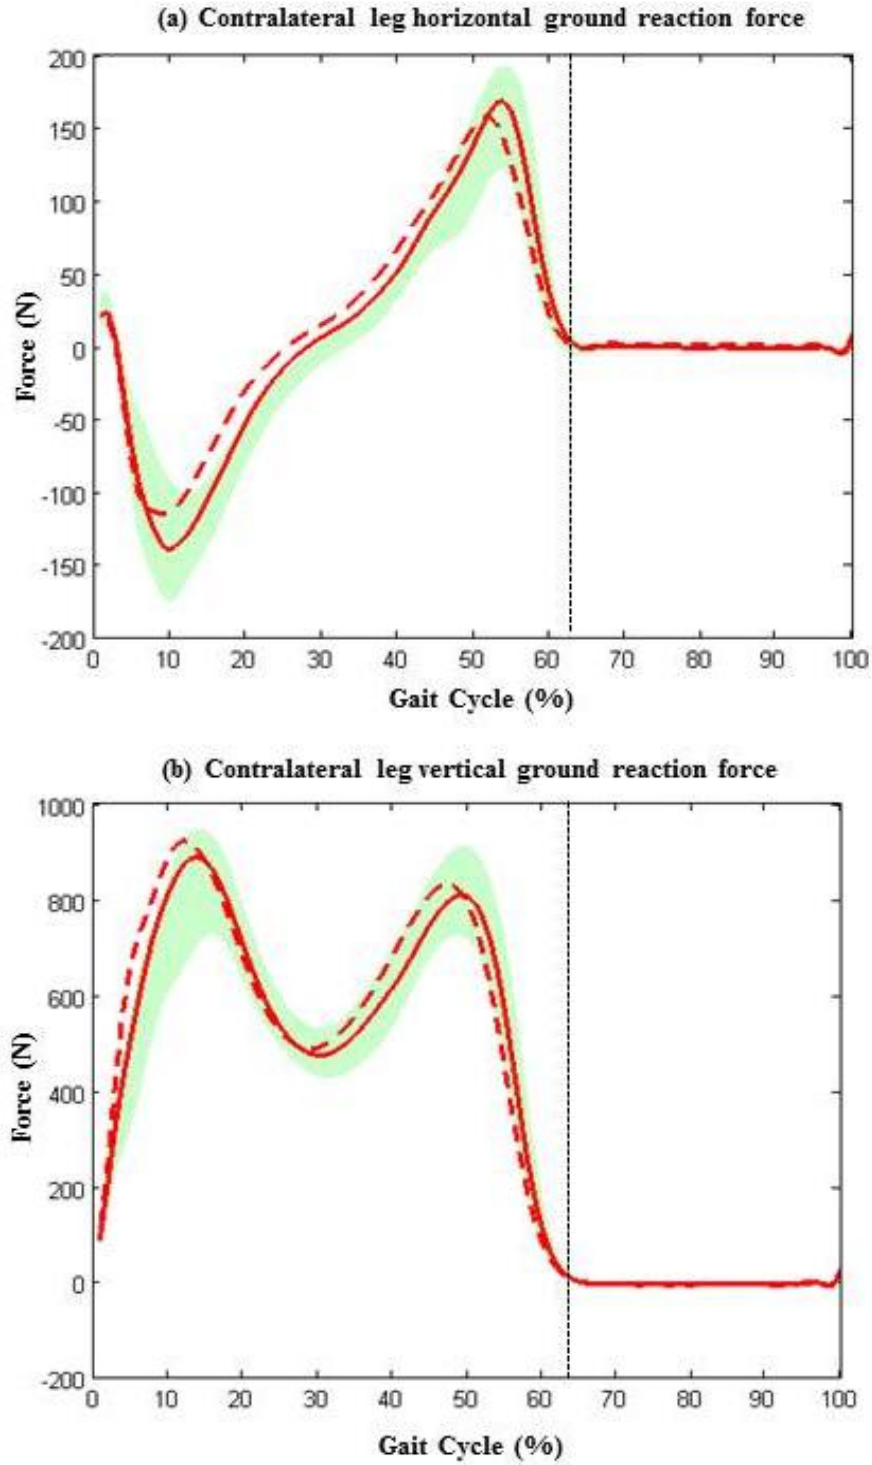 (a) Contralateral leg horizontal ground reaction force
200
150
100
50
0
-50
-100
-150
-200
Force (N)
0 10 20 30 40 50 60 70 80 90 100
Gait Cycle (%)
(b) Contralateral leg vertical ground reaction force
1000
800
600
400
200
0
-200
Force (N)
0 10 20 30 40 50 60 70 80 90 100
Gait Cycle (%)